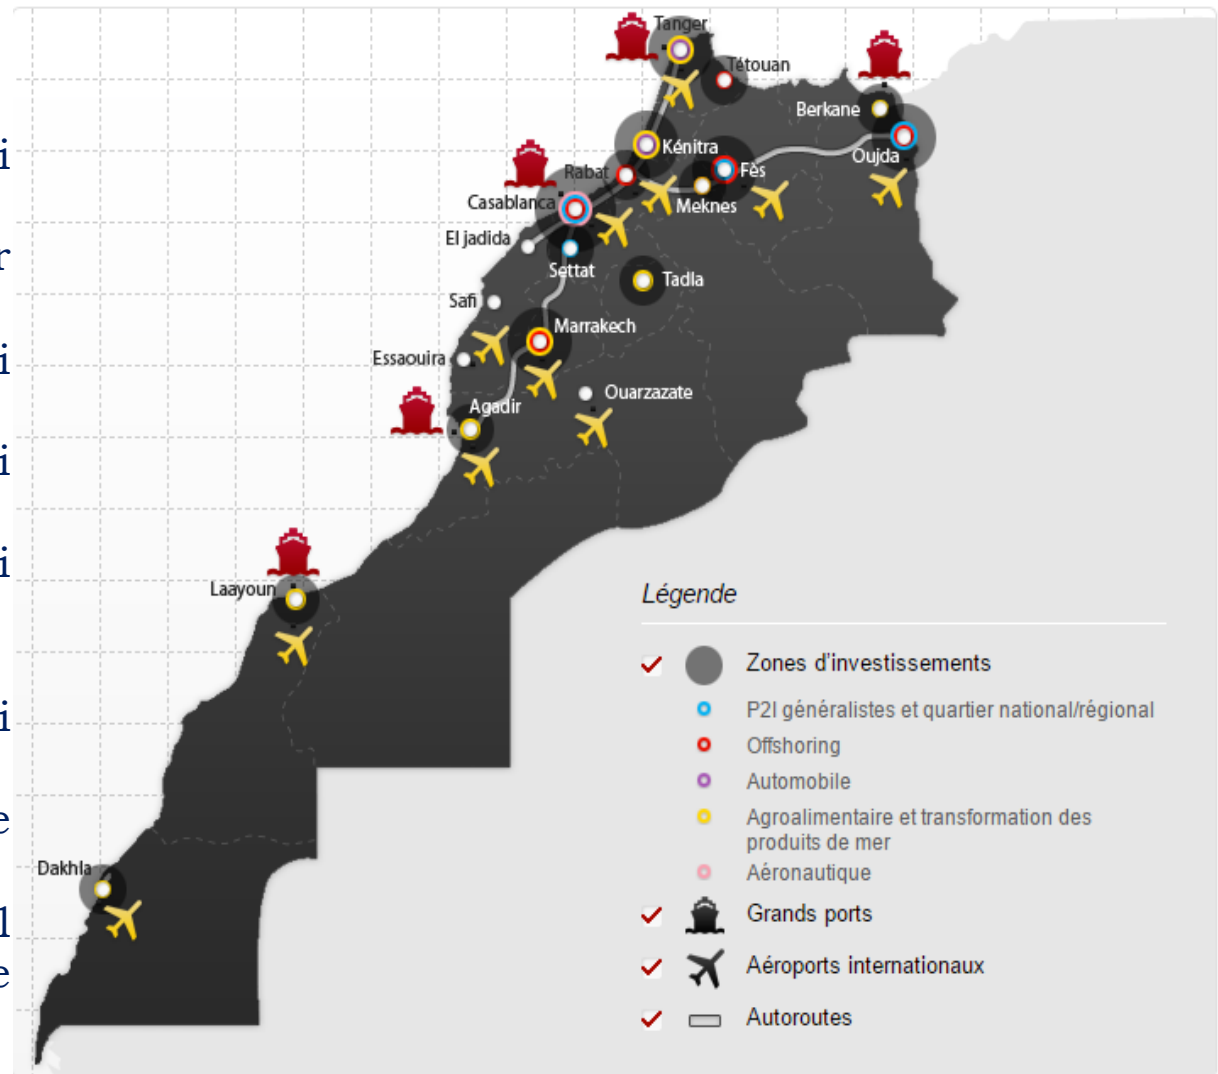 Tanger
Tétouan
Berkane
i
Kénitra
Oujda
Rabat
Fès
Meknes
Casablanca
El jadida
r
Settat
Tadla
Safi
Marrakech
Essaouira
i
Ouarzazate
Agadir
i
i
Laayoun
Légende
Zones d'investissements
i
P2I généralistes et quartier national/régional
Offshoring
Automobile
e
Agroalimentaire et transformation des
produits de mer
Dakhla
Aéronautique
l
Grands ports
e
Aéroports internationaux
Autoroutes